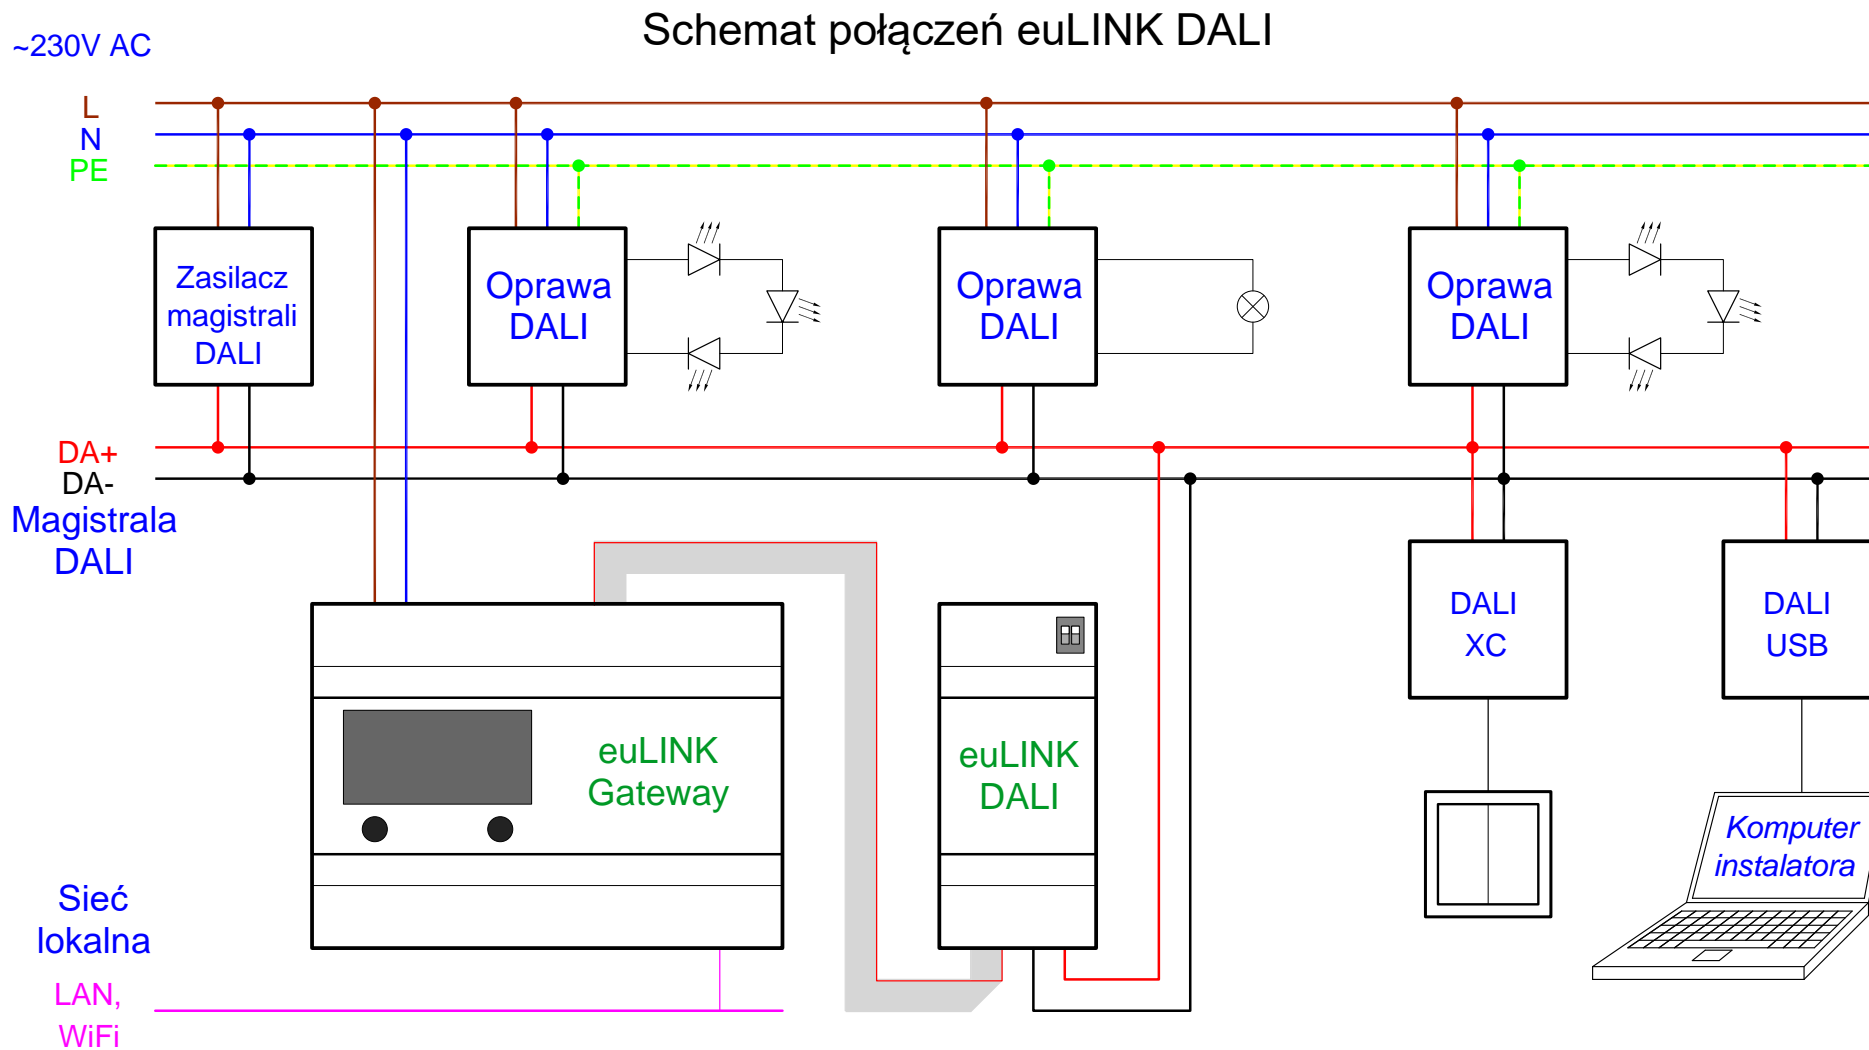 Schemat połączeń euLINK DALI
~230V AC
L
N
PE
Zasilacz
magistrali
DALI
Oprawa
DALI
Oprawa
DALI
Oprawa
DALI
DA+
DA-
Magistrala
DALI
euLINK
Gateway
euLINK
DALI
DALI
XC
DALI
USB
Komputer
instalatora
Sieć
lokalna
LAN,
WiFi